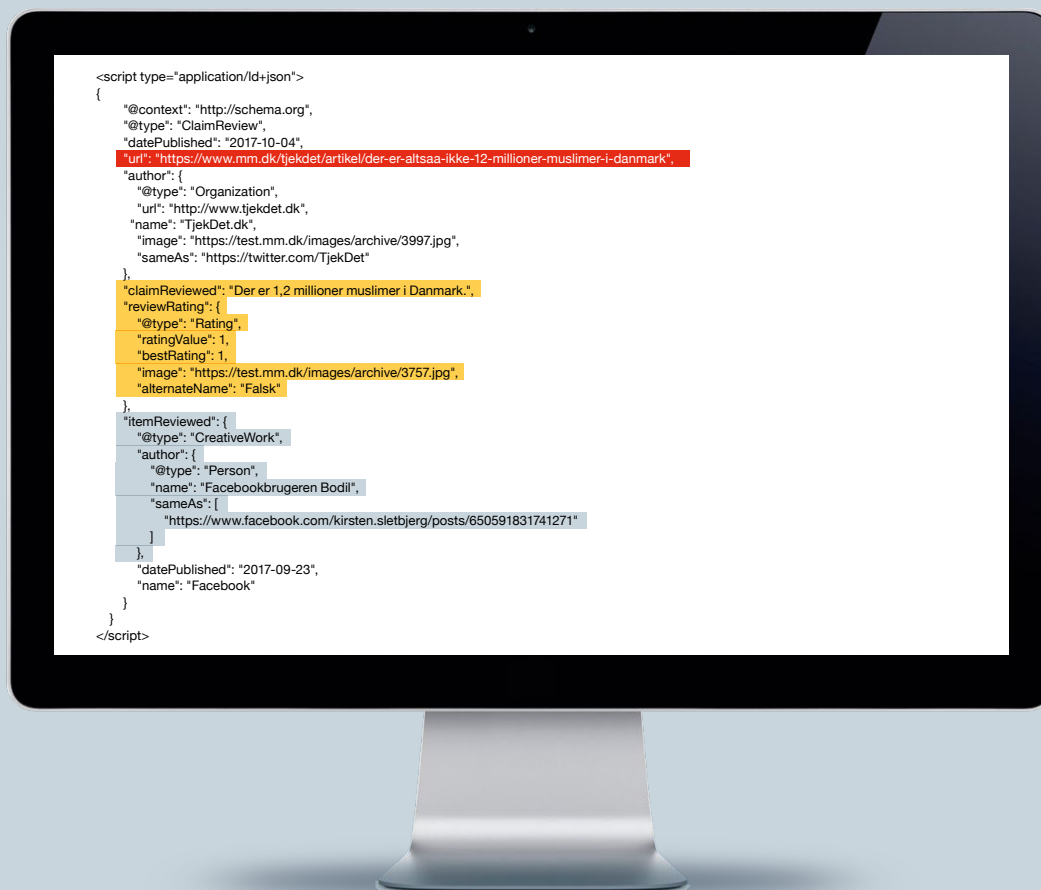 <script type="application/ld+json">
{
"@context": "http://schema.org",
"@type": "ClaimReview",
"datePublished": "2017-10-04",
"url": "https://www.mm.dk/tjekdet/artikel/der-er-altsaa-ikke-12-millioner-muslimer-i-danmark",
"author": {
"@type": "Organization",
"url": "http://www.tjekdet.dk",
"name": "TjekDet.dk",
"image": "https://test.mm.dk/images/archive/3997.jpg",
"sameAs": "https://twitter.com/TjekDet"
},
"claimReviewed": "Der er 1,2 millioner muslimer i Danmark.",
"reviewRating": {
"@type": "Rating",
"ratingValue": 1,
"bestRating": 1,
"image": "https://test.mm.dk/images/archive/3757.jpg",
"alternateName": "Falsk"
},
"itemReviewed": {
"@type": "CreativeWork",
"author": {
"@type": "Person",
"name": "Facebookbrugeren Bodil",
"sameAs": [
"https://www.facebook.com/kirsten.sletbjerg/posts/650591831741271"
]
},
"datePublished": "2017-09-23",
"name": "Facebook"
}
}
</script>